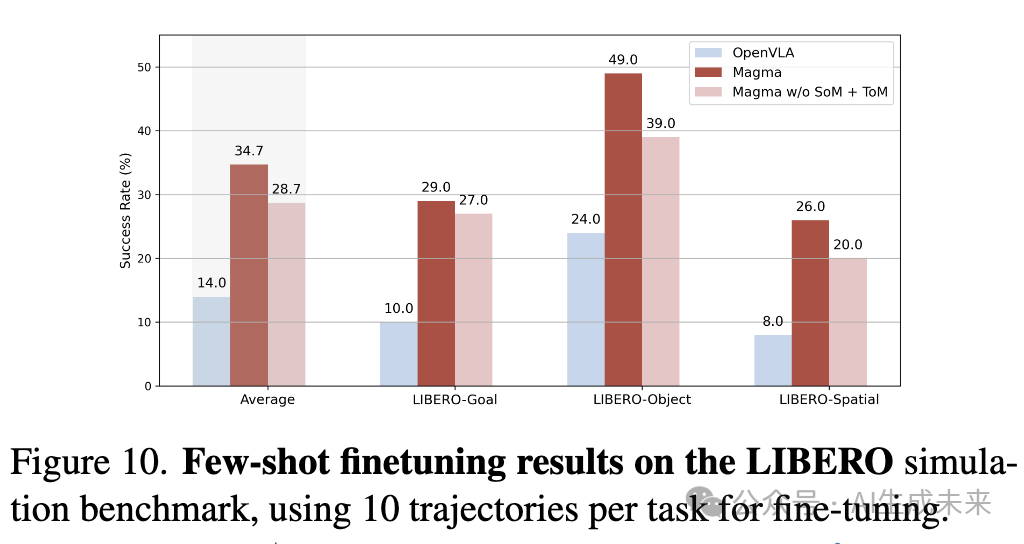 OpenVLA
Magma
Magma w/o SoM + ToM
Success Rate (%)
50
40
30
20
10
0
14.0
34.7
28.7
10.0
29.0
27.0
24.0
49.0
39.0
8.0
26.0
20.0
Average
LIBERO-Goal
LIBERO-Object
LIBERO-Spatial
Figure 10. Few-shot finetuning results on the LIBERO simula-
tion benchmark, using 10 trajectories per task for fine-tuning.
公众号 · AI生成未来